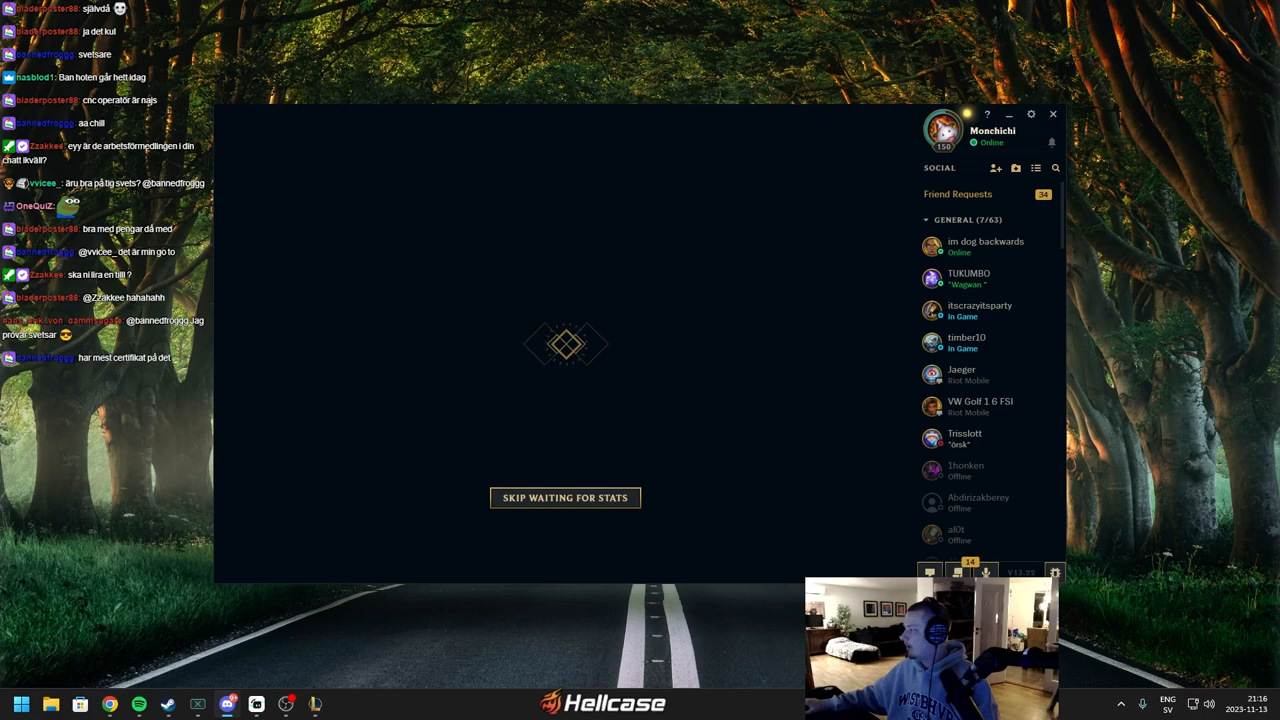 bladerposter88: självdå
bladerposter88: ja det kul
bannedfroggg: svetsare
hasblod1: Ban hoten går hett idag
bladerposter88: cnc operatör är najs
bannedfroggg: aa chill
Zzakkee: eyy är de arbetsförmedlingen i din
chatt ikväll?
vvicee_: äru bra på tig svets? @bannedfroggg
OneQuiZ:
bladerposter88: bra med pengar då med
bannedfroggg: @vvicee_ det är min go to
Zzakkee: ska ni lira en tilll ?
bladerposter88: @Zzakkee hahahahh
@bannedfroggg Jag
provar svetsar 😎
bannedfroggg: har mest certifikat på det
SKIP WAITING FOR STATS
?
150
Monchichi
Online
SOCIAL
Friend Requests
34
GENERAL (7/63)
im dog backwards
Online
TUKUMBO
"Wagwan "
itscrazyitsparty
In Game
timber10
In Game
Jaeger
Riot Mobile
VW Golf 1 6 FSI
Riot Mobile
Trisslott
"örsk"
1honken
Offline
Abdirizakberey
Offline
al0t
Offline
14
V13.22
Hellcase
ENG
SV
21:16
2023-11-13